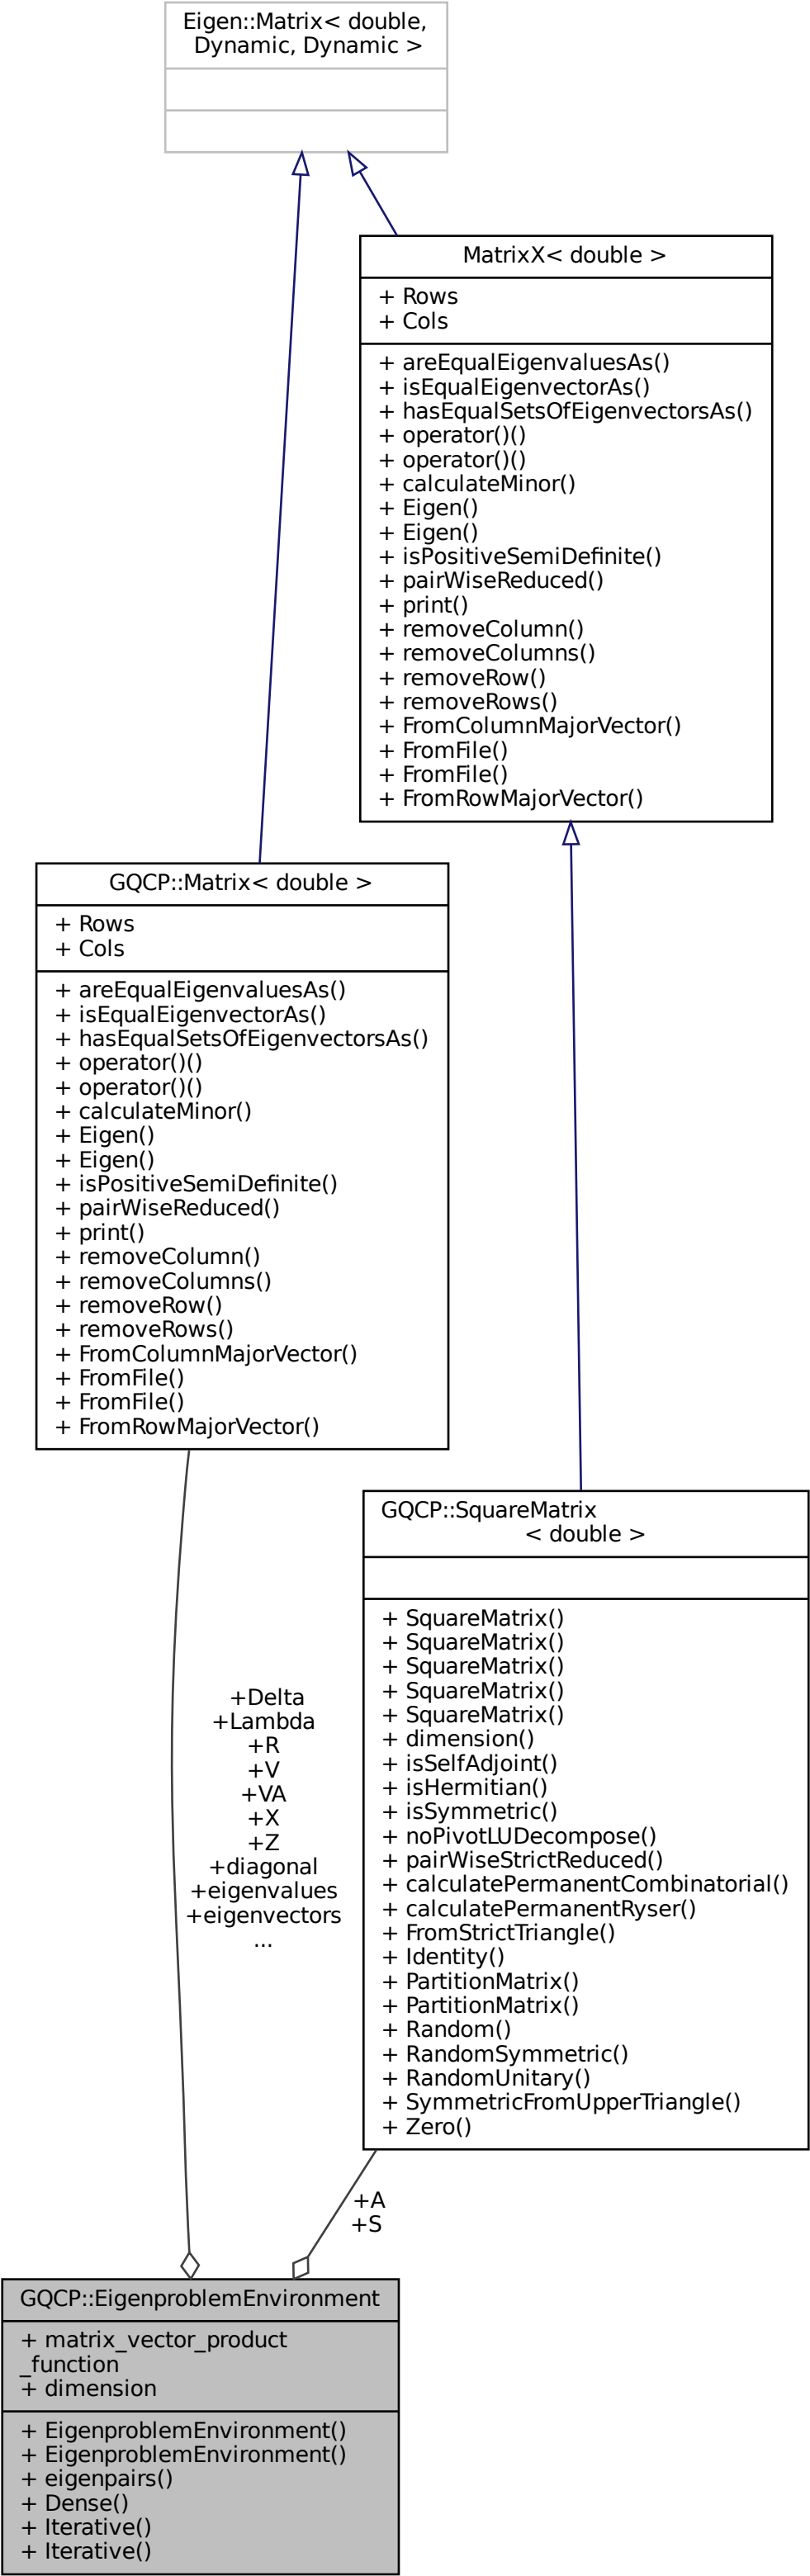 Eigen::Matrix< double,
Dynamic, Dynamic >
MatrixX< double >
+ Rows
+ Cols
+ areEqualEigenvaluesAs()
+ isEqualEigenvectorAs()
+ hasEqualSetsOfEigenvectorsAs()
+ operator()()
+ operator()()
+ calculateMinor()
+ Eigen()
+ Eigen()
+ isPositiveSemiDefinite()
+ pairWiseReduced()
+ print()
+ removeColumn()
+ removeColumns()
+ removeRow()
+ removeRows()
+ FromColumnMajorVector()
+ FromFile()
+ FromFile()
+ FromRowMajorVector()
GQCP::Matrix< double >
+ Rows
+ Cols
+ areEqualEigenvaluesAs()
+ isEqualEigenvectorAs()
+ hasEqualSetsOfEigenvectorsAs()
+ operator()()
+ operator()()
+ calculateMinor()
+ Eigen()
+ Eigen()
+ isPositiveSemiDefinite()
+ pairWiseReduced()
+ print()
+ removeColumn()
+ removeColumns()
+ removeRow()
+ removeRows()
+ FromColumnMajorVector()
+ FromFile()
+ FromFile()
+ FromRowMajorVector()
GQCP::SquareMatrix
< double >
+ SquareMatrix()
+ SquareMatrix()
+ SquareMatrix()
+ SquareMatrix()
+ SquareMatrix()
+ dimension()
+ isSelfAdjoint()
+ isHermitian()
+ isSymmetric()
+ noPivotLUDecompose()
+ pairWiseStrictReduced()
+ calculatePermanentCombinatorial()
+ calculatePermanentRyser()
+ FromStrictTriangle()
+ Identity()
+ PartitionMatrix()
+ PartitionMatrix()
+ Random()
+ RandomSymmetric()
+ RandomUnitary()
+ SymmetricFromUpperTriangle()
+ Zero()
+Delta
+Lambda
+R
+V
+VA
+X
+Z
+diagonal
+eigenvalues
+eigenvectors
...
+A
+S
GQCP::EigenproblemEnvironment
+ matrix_vector_product
_function
+ dimension
+ EigenproblemEnvironment()
+ EigenproblemEnvironment()
+ eigenpairs()
+ Dense()
+ Iterative()
+ Iterative()